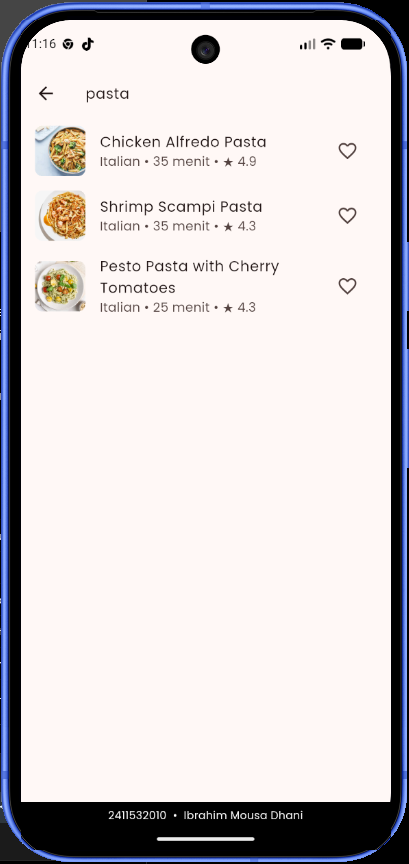 11:16
pasta
Chicken Alfredo Pasta
Italian • 35 menit • ★ 4.9
Shrimp Scampi Pasta
Italian • 35 menit • ★ 4.3
Pesto Pasta with Cherry
Tomatoes
Italian • 25 menit • ★ 4.3
2411532010 • Ibrahim Mousa Dhani